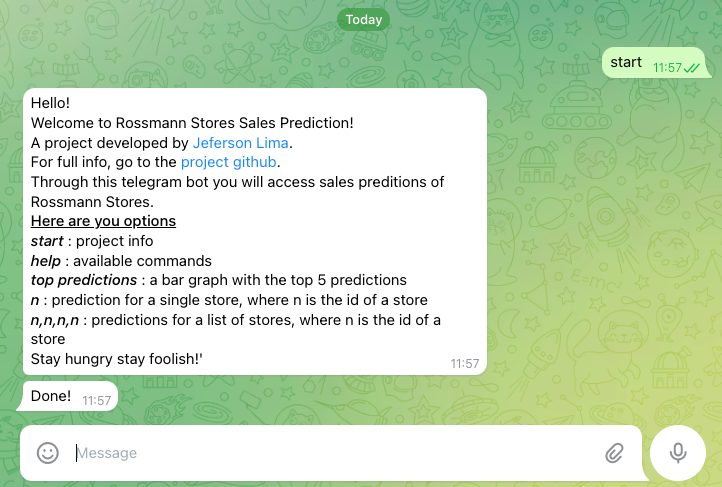 Today
start 11:57
Hello!
Welcome to Rossmann Stores Sales Prediction!
A project developed by Jeferson Lima.
For full info, go to the project github.
Through this telegram bot you will access sales preditions of
Rossmann Stores.
Here are you options
start : project info
help : available commands
top predictions : a bar graph with the top 5 predictions
n : prediction for a single store, where n is the id of a store
n,n,n,n : predictions for a list of stores, where n is the id of a
store
Stay hungry stay foolish!'
11:57
Done! 11:57
Message